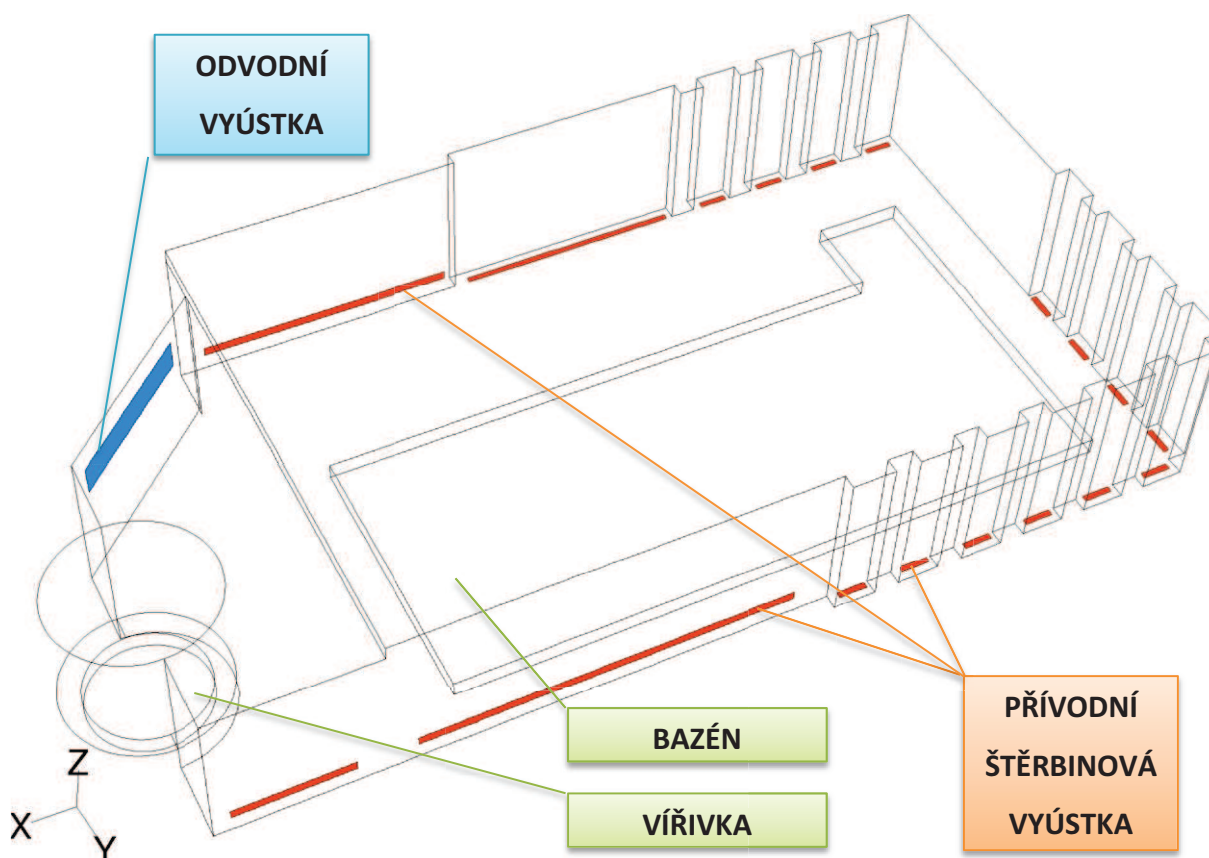 ODVODNÍ
VYÚSTKA
BAZÉN
VÍŘIVKA
PŘÍVODNÍ
ŠTĚRBINOVÁ
VYÚSTKA
Z
X
Y